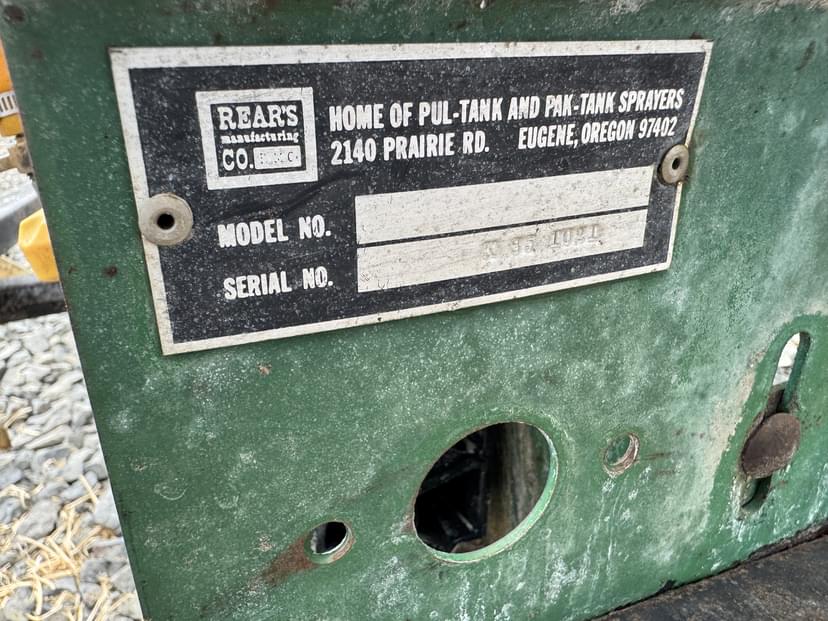 REAR'S
manufacturing
CO.
HOME OF PUL-TANK AND PAK-TANK SPRAYERS
2140 PRAIRIE RD. EUGENE, OREGON 97402
MODEL NO.
SERIAL NO. 1021